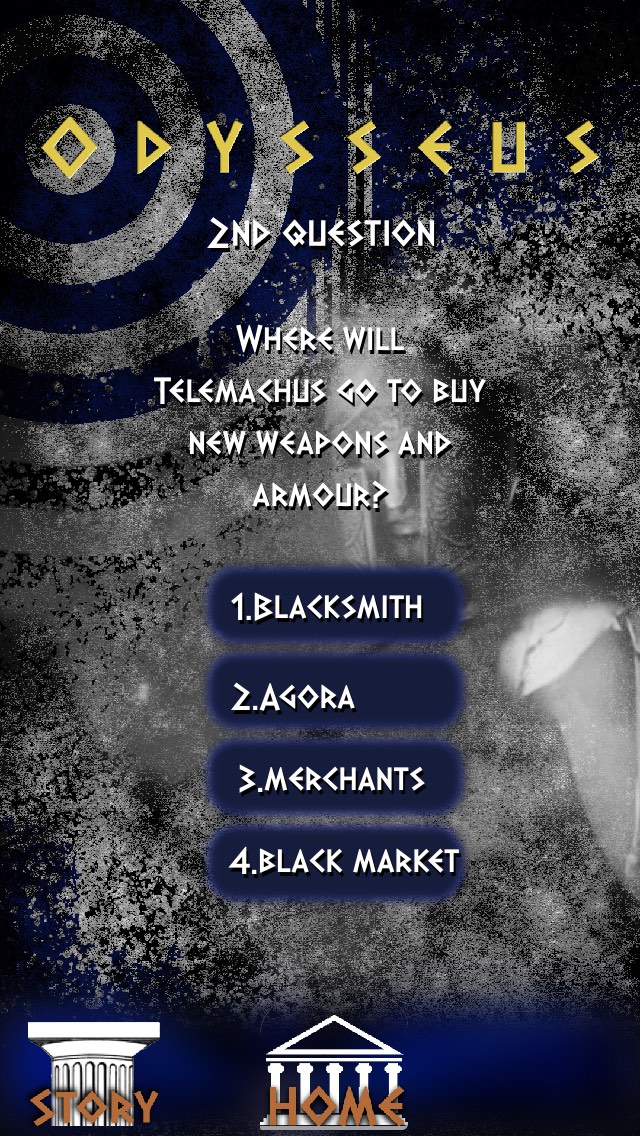 Odysseus
2nd question
Where will
Telemachus go to buy
new weapons and
armour?
1.Blacksmith
2.Agora
3.merchants
4.black market
Story
Home